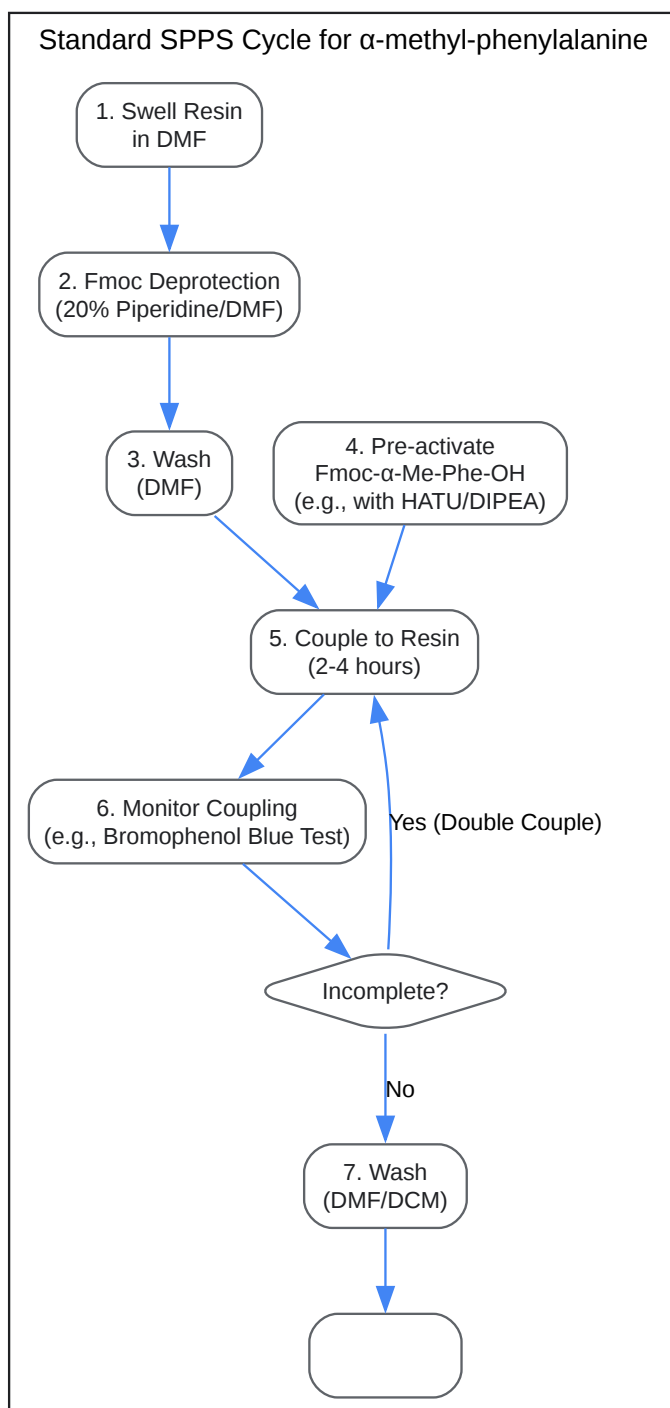 Standard SPPS Cycle for α-methyl-phenylalanine
1. Swell Resin
in DMF
2. Fmoc Deprotection
(20% Piperidine/DMF)
3. Wash
(DMF)
4. Pre-activate
Fmoc-α-Me-Phe-OH
(e.g., with HATU/DIPEA)
5. Couple to Resin
(2-4 hours)
6. Monitor Coupling
(e.g., Bromophenol Blue Test)
Yes (Double Couple)
Incomplete?
No
7. Wash
(DMF/DCM)